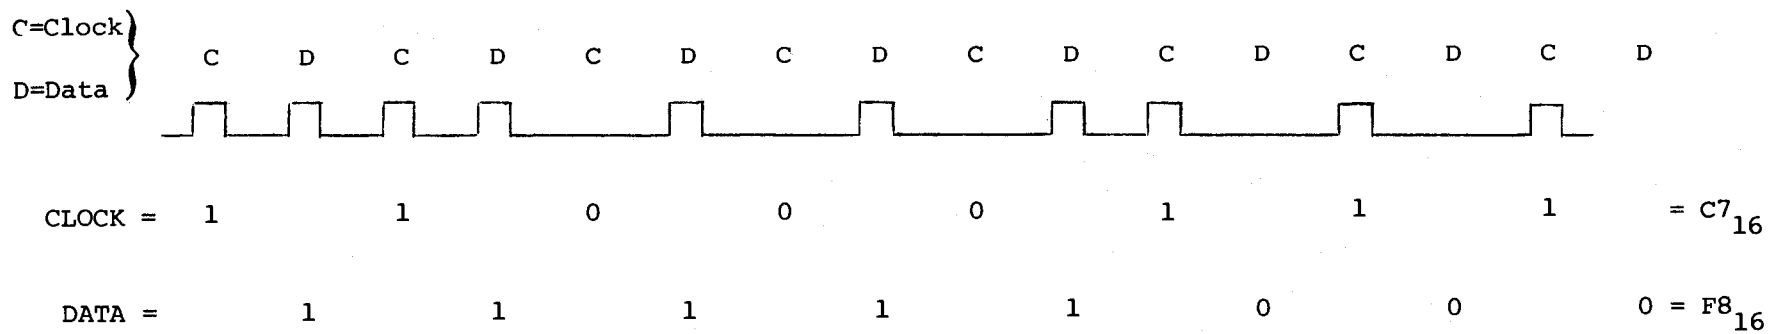 C=Clock
C D C D C D C D C D C D C D C D
D=Data
CLOCK = 1 1 0 0 0 1 1 1 = C7₁₆
DATA = 1 1 1 1 1 0 0 0 = F8₁₆